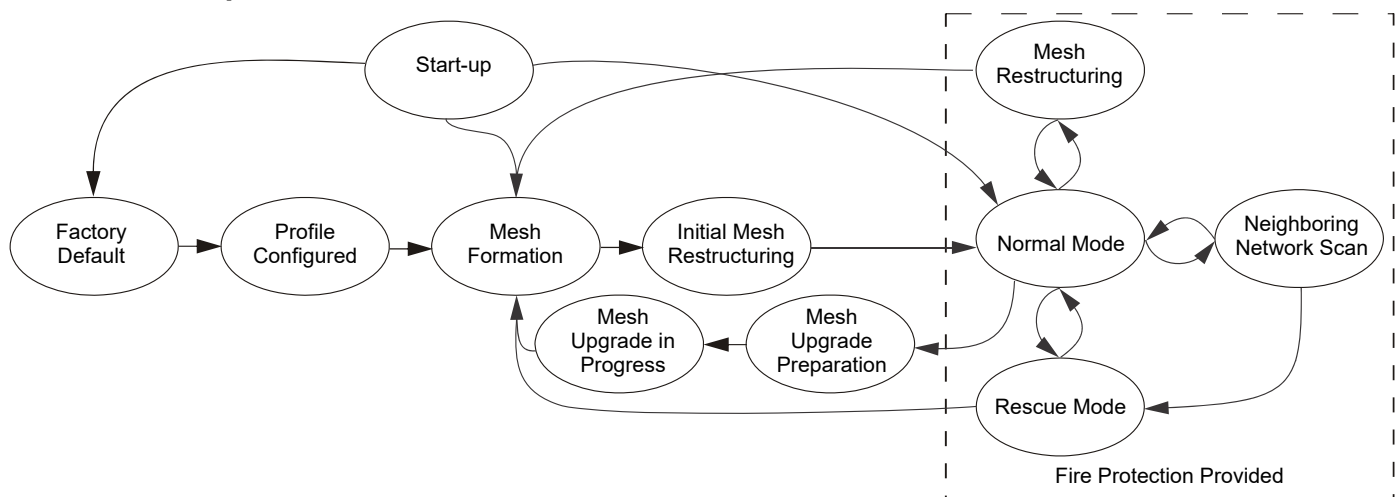 Start-up
Mesh
Restructuring
Factory
Default
Profile
Configured
Mesh
Formation
Initial Mesh
Restructuring
Normal Mode
Neighboring
Network Scan
Mesh
Upgrade in
Progress
Mesh
Upgrade
Preparation
Rescue Mode
Fire Protection Provided